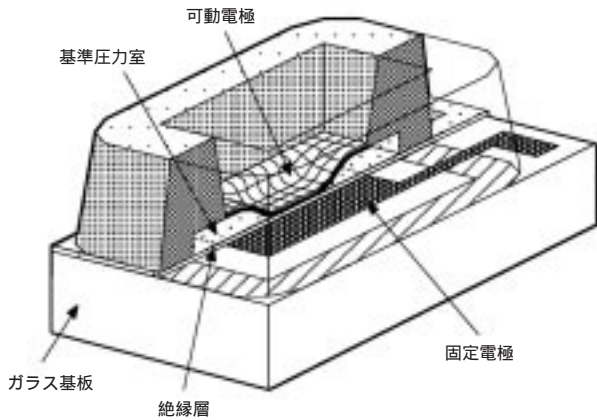 可動電極
基準圧力室
固定電極
ガラス基板
絶縁層